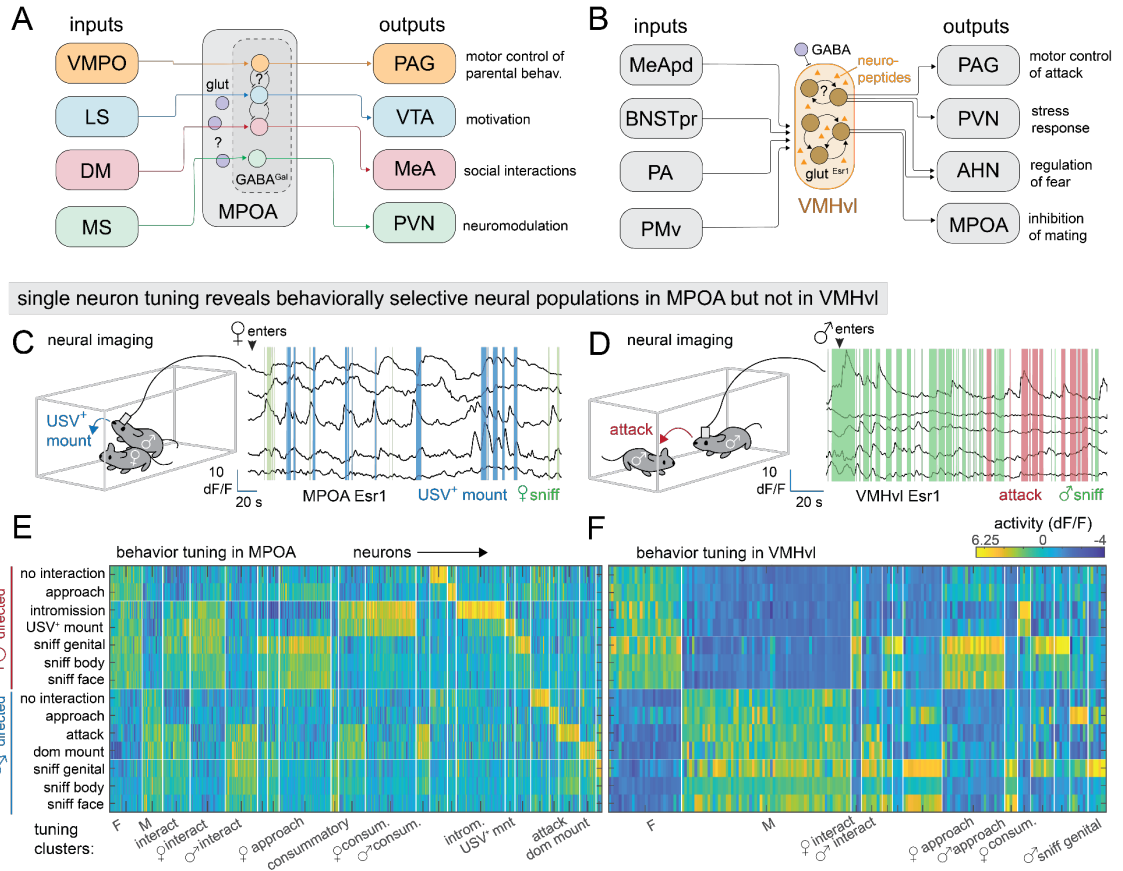 A
inputs
outputs
VMPO
LS
DM
MS
glut
?
?
GABAGal
MPOA
PAG
VTA
MeA
PVN
motor control of
parental behav.
motivation
social interactions
neuromodulation
B
inputs
outputs
MeApd
BNSTpr
PA
PMv
GABA
neuro-
peptides
?
glut Esr1
VMHvl
PAG
PVN
AHN
MPOA
motor control
of attack
stress
response
regulation
of fear
inhibition
of mating
single neuron tuning reveals behaviorally selective neural populations in MPOA but not in VMHvl
C
neural imaging
♀ enters
USV+
mount
♂
♀
10
dF/F
20 s
MPOA Esr1
USV+ mount
♀sniff
D
neural imaging
♂ enters
attack
♂
♂
10
dF/F
20 s
VMHvl Esr1
attack
♂sniff
E
behavior tuning in MPOA
neurons
F
behavior tuning in VMHvl
activity (dF/F)
6.25
0
-4
directed
no interaction
approach
intromission
USV+ mount
sniff genital
sniff body
sniff face
directed
no interaction
approach
attack
dom mount
sniff genital
sniff body
sniff face
tuning
clusters:
F
M
interact
♀interact
♂interact
♀ approach
consummatory
♀consum.
♂consum.
introm.
USV+ mnt
attack
dom mount
F
M
♀ interact
♂ interact
♀ approach
♂approach
♀ consum.
♂sniff genital